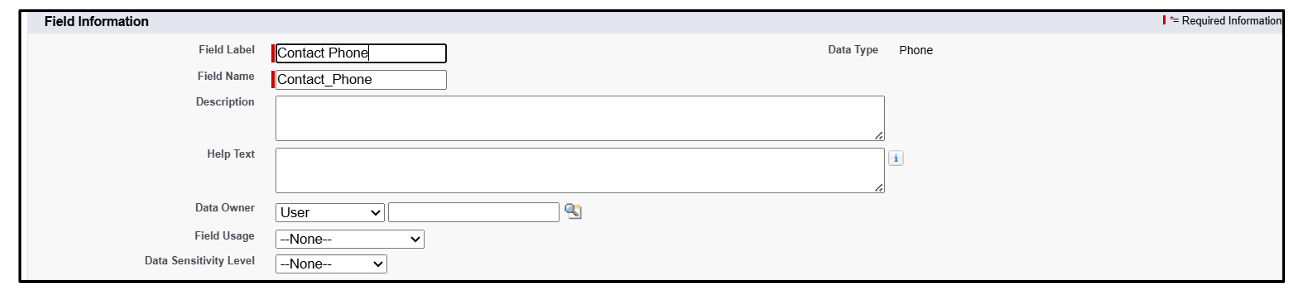 Field Information
*= Required Information
Field Label Contact Phone Data Type Phone
Field Name Contact_Phone
Description
Help Text i
Data Owner User
Field Usage --None--
Data Sensitivity Level --None--